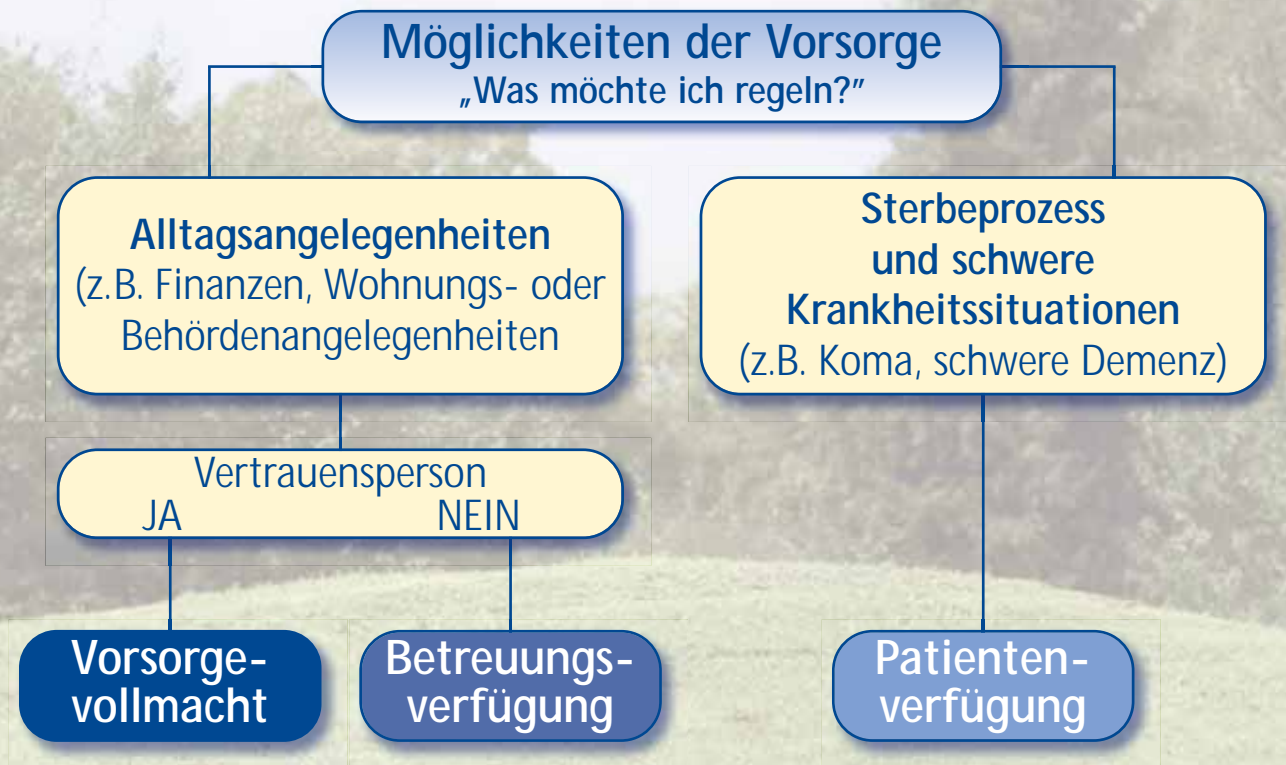 Möglichkeiten der Vorsorge
„Was möchte ich regeln?”
Alltagsangelegenheiten
(z.B. Finanzen, Wohnungs- oder
Behördenangelegenheiten
Sterbeprozess
und schwere
Krankheitssituationen
(z.B. Koma, schwere Demenz)
Vertrauensperson
JA NEIN
Vorsorge-
vollmacht
Betreuungs-
verfügung
Patienten-
verfügung